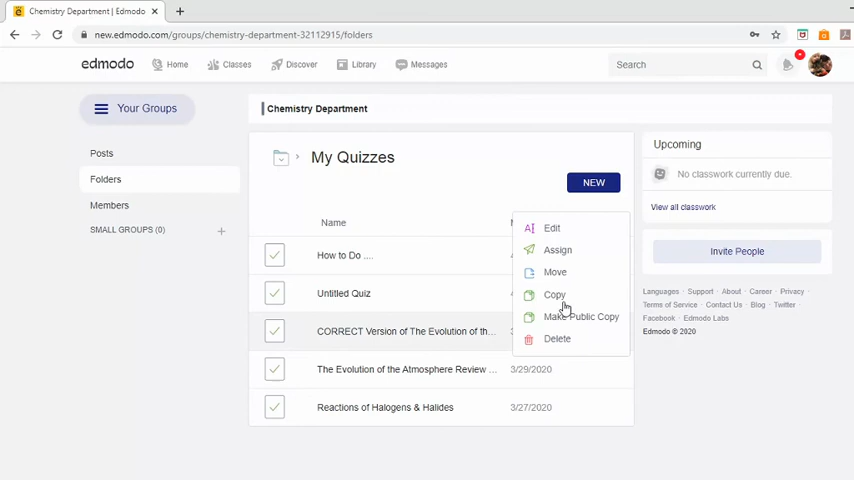 Chemistry Department | Edmodo
new.edmodo.com/groups/chemistry-department-32112915/folders
edmodo Home Classes Discover Library Messages Search
Your Groups
Posts
Folders
Members
SMALL GROUPS (0)
Chemistry Department
My Quizzes
NEW
Name
How to Do ....
Untitled Quiz
CORRECT Version of The Evolution of th...
The Evolution of the Atmosphere Review ... 3/29/2020
Reactions of Halogens & Halides 3/27/2020
Edit
Assign
Move
Copy
Make Public Copy
Delete
Upcoming
No classwork currently due.
View all classwork
Invite People
Languages · Support · About · Career · Privacy ·
Terms of Service · Contact Us · Blog · Twitter ·
Facebook · Edmodo Labs
Edmodo © 2020